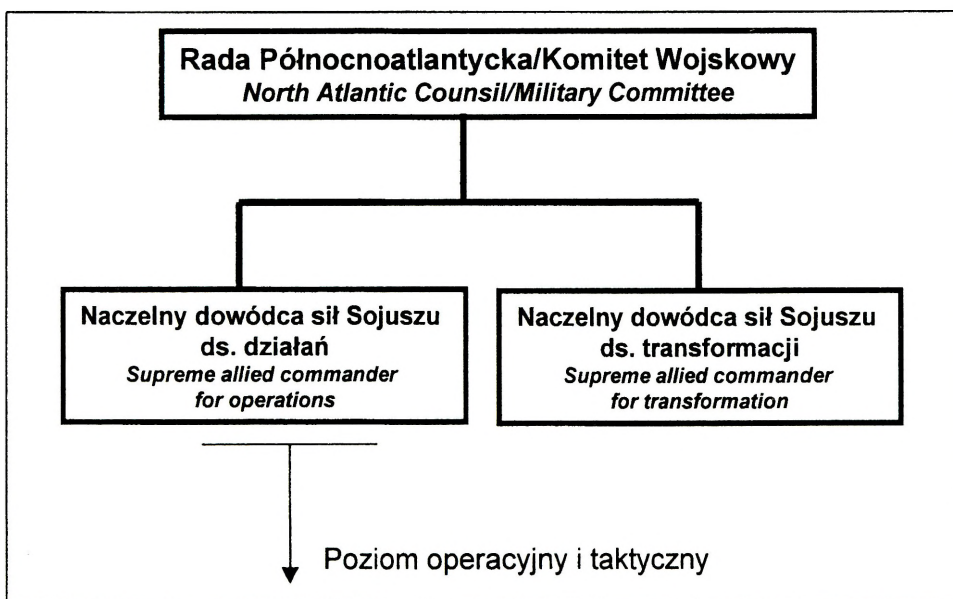 Rada Północnoatlantycka/Komitet Wojskowy
North Atlantic Counsil/Military Committee
Naczelny dowódca sił Sojuszu
ds. działań
Supreme allied commander
for operations
Naczelny dowódca sił Sojuszu
ds. transformacji
Supreme allied commander
for transformation
Poziom operacyjny i taktyczny